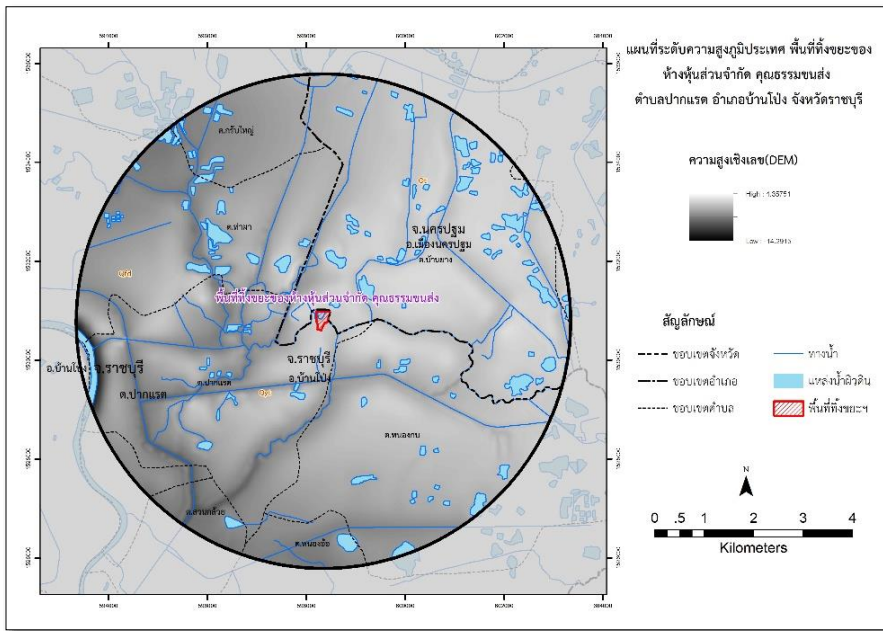 แผนที่ระดับความสูงภูมิประเทศ พื้นที่ทิ้งขยะของ
ห้างหุ้นส่วนจำกัด คุณธรรมขนส่ง
ตำบลปากแรต อำเภอบ้านโป่ง จังหวัดราชบุรี
ความสูงเชิงเลข(DEM)
High :
Low :
ต.กรับใหญ่
ต.ท่าผา
จ.นครปฐม
อ.เมืองนครปฐม
ต.บ้านยาง
พื้นที่ทิ้งขยะของห้างหุ้นส่วนจำกัด คุณธรรมขนส่ง
อ.บ้านโป่ง
จ.ราชบุรี
ต.ปากแรต
จ.ราชบุรี
อ.บ้านโป่ง
ต.ปากแรต
ต.หนองกบ
ต.สวนกล้วย
ต.หนองอ้อ
สัญลักษณ์
ขอบเขตจังหวัด
ทางน้ำ
ขอบเขตอำเภอ
แหล่งน้ำผิวดิน
ขอบเขตตำบล
พื้นที่ทิ้งขยะฯ
N
0 .5 1 2 3 4
Kilometers